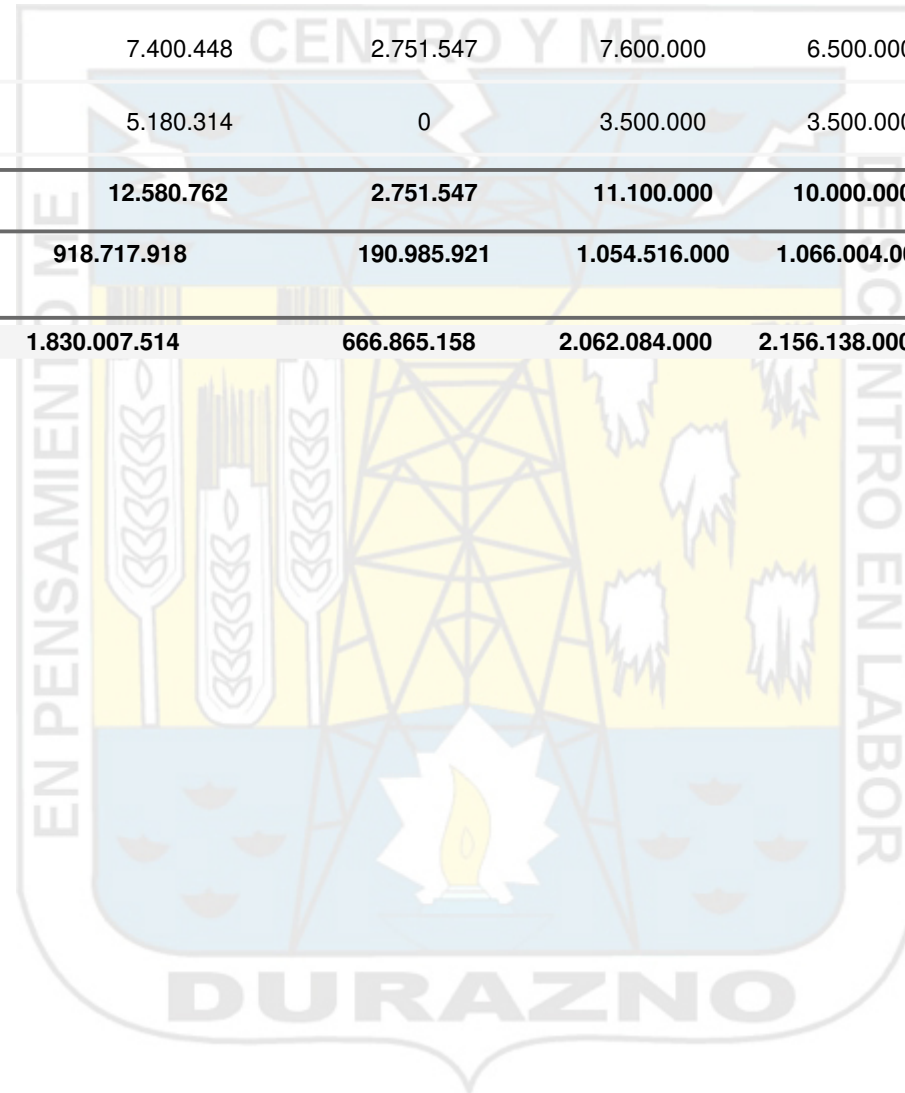 CENTRO Y ME
7.400.448 2.751.547 7.600.000 6.500.000
5.180.314 0 3.500.000 3.500.000
12.580.762 2.751.547 11.100.000 10.000.000
918.717.918 190.985.921 1.054.516.000 1.066.004.00
1.830.007.514 666.865.158 2.062.084.000 2.156.138.000
EN PENSAMIENTO ME
DESCENTRO EN LABOR
DURAZNO